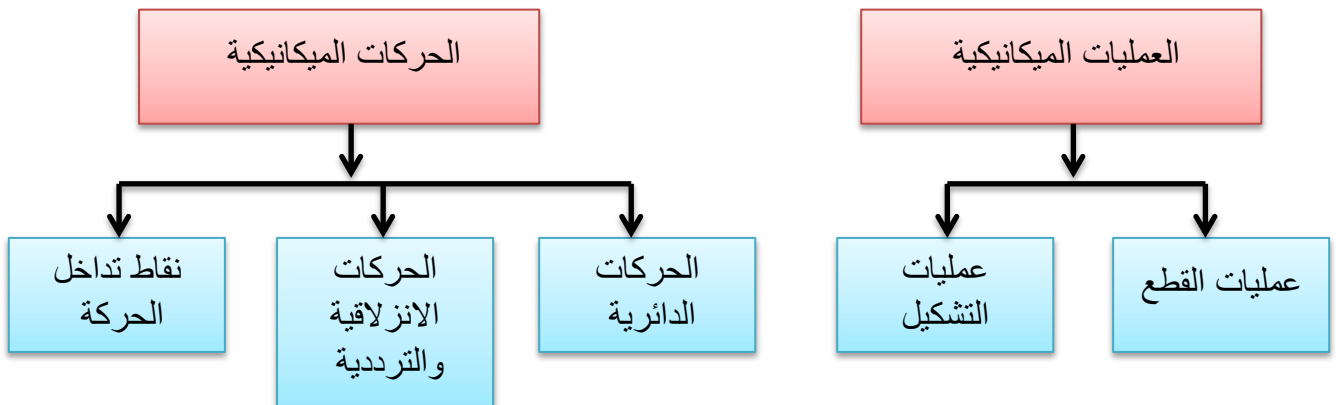 العمليات الميكانيكية
عمليات القطع
عمليات
التشكيل
الحركات الميكانيكية
الحركات
الدائرية
الحركات
الانزلاقية
والترددية
نقاط تداخل
الحركة